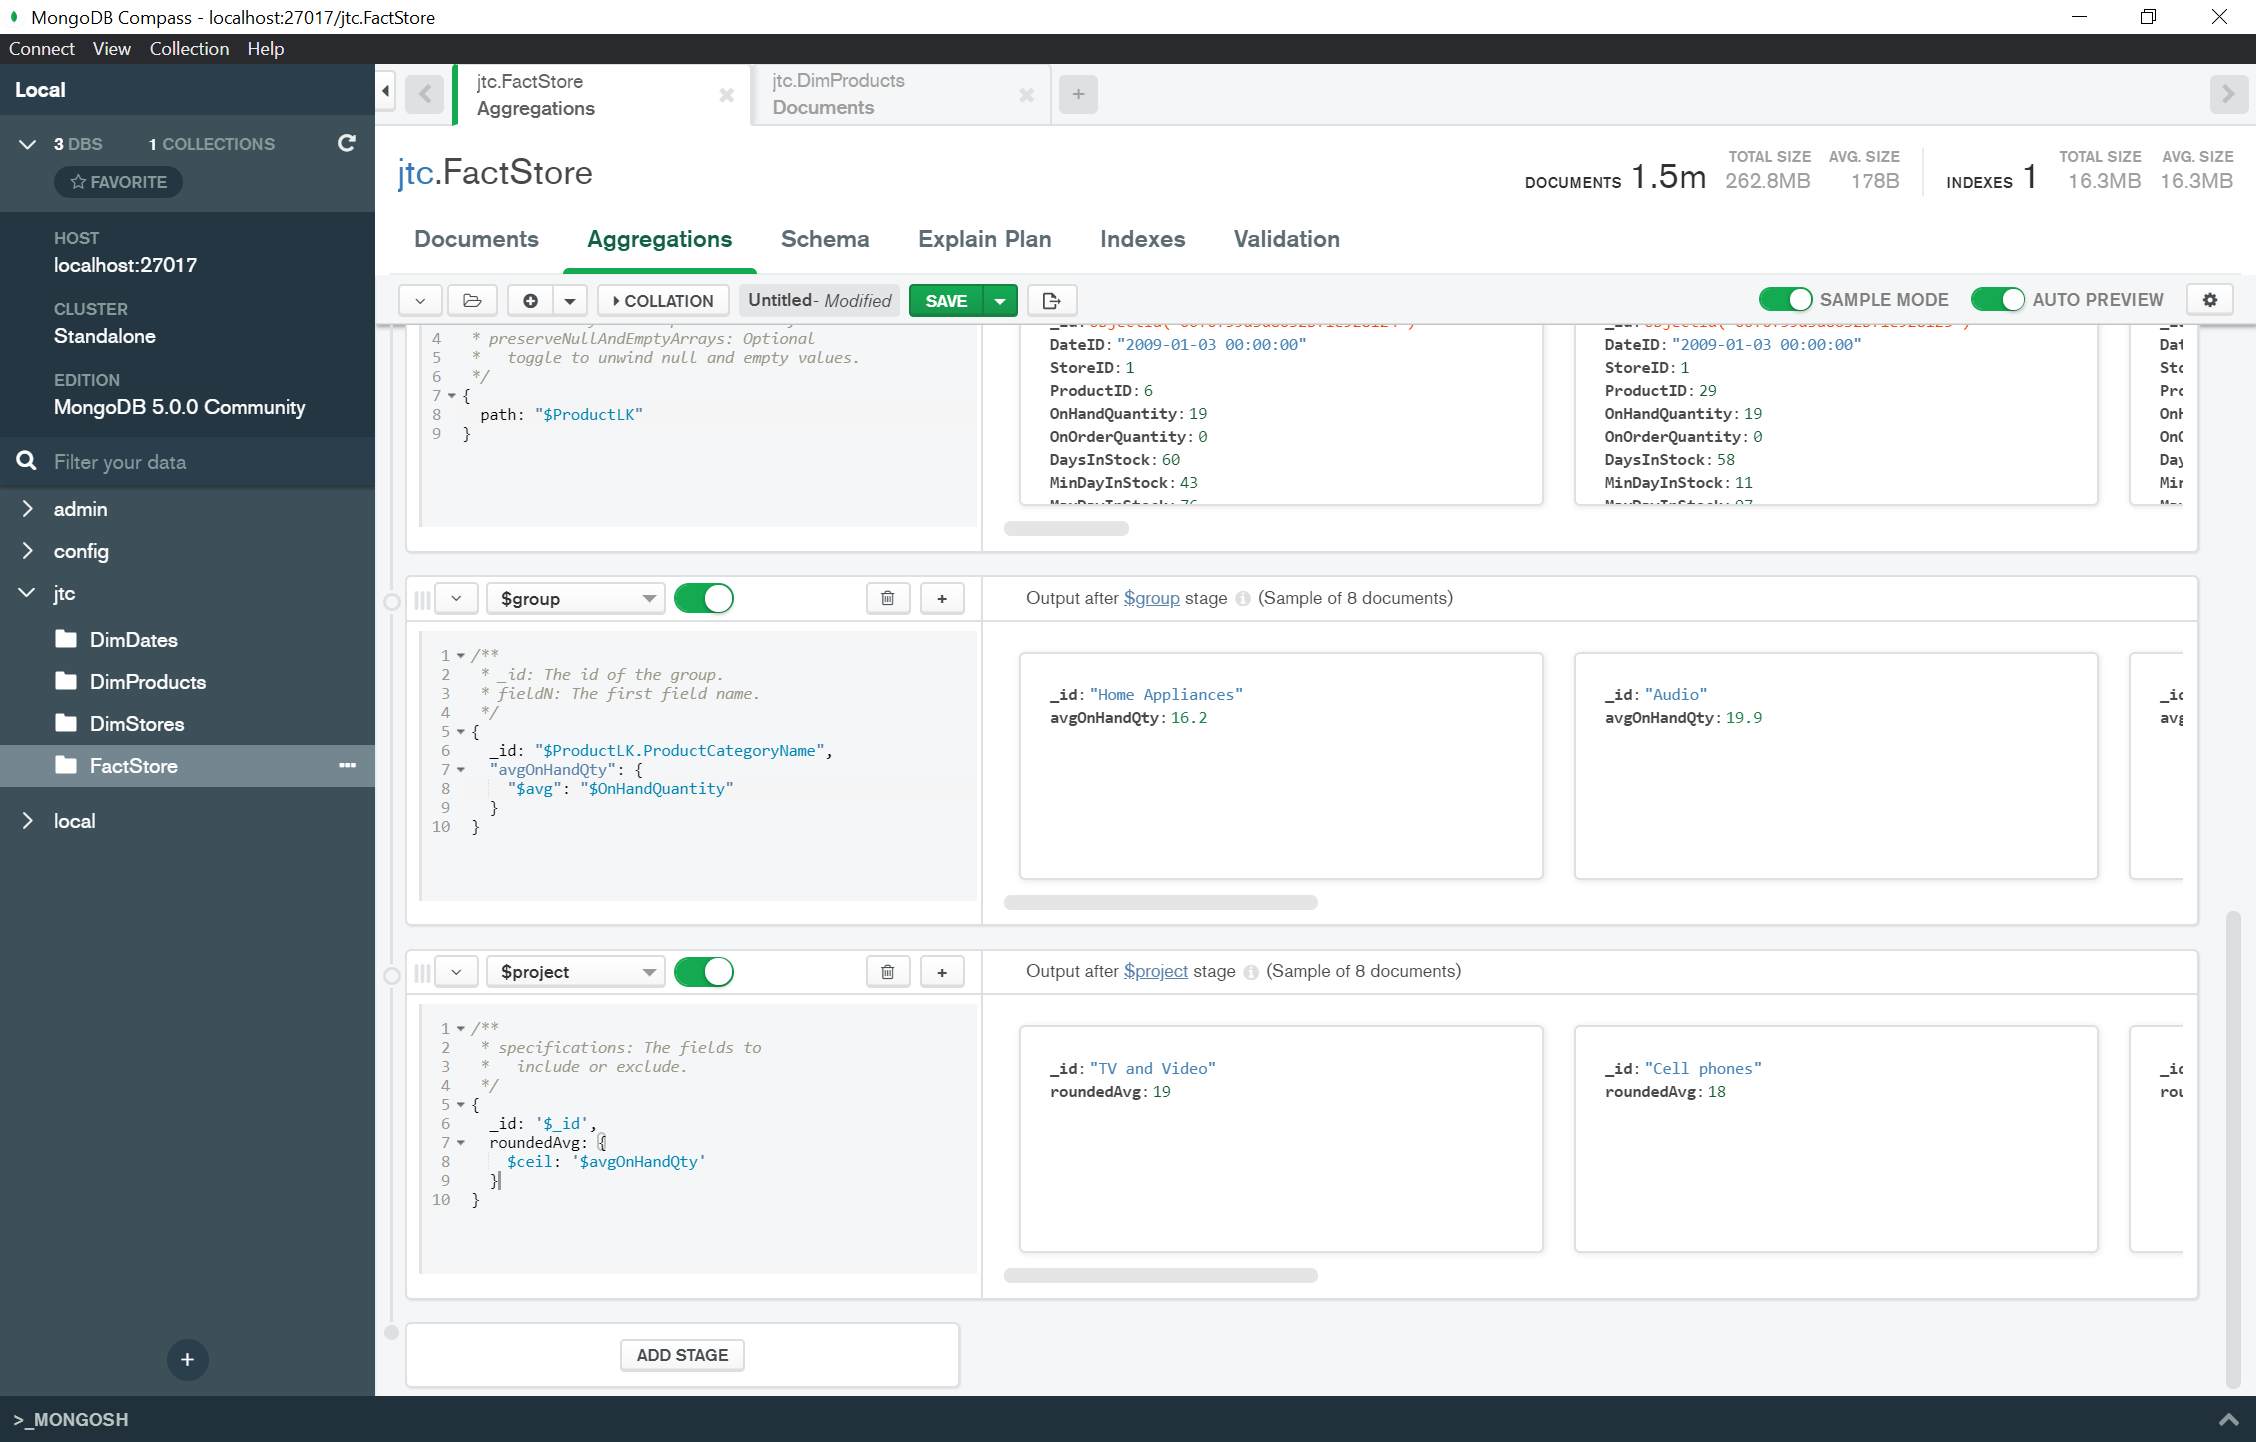 MongoDB Compass - localhost:27017/jtc.FactStore
Connect View Collection Help
Local
3 DBS 1 COLLECTIONS
FAVORITE
HOST
localhost:27017
CLUSTER
Standalone
EDITION
MongoDB 5.0.0 Community
Filter your data
admin
config
jtc
DimDates
DimProducts
DimStores
FactStore
local
>_MONGOSH
jtc.FactStore
Aggregations
jtc.DimProducts
Documents
jtc.FactStore
DOCUMENTS 1.5m TOTAL SIZE 262.8MB AVG. SIZE 178B INDEXES 1 TOTAL SIZE 16.3MB AVG. SIZE 16.3MB
Documents Aggregations Schema Explain Plan Indexes Validation
COLLATION Untitled- Modified SAVE SAMPLE MODE AUTO PREVIEW
4 * preserveNullAndEmptyArrays: Optional
5 * toggle to unwind null and empty values.
6 */
7 {
8 path: "$ProductLK"
9 }
DateID: "2009-01-03 00:00:00"
StoreID: 1
ProductID: 6
OnHandQuantity: 19
OnOrderQuantity: 0
DaysInStock: 60
MinDayInStock: 43
DateID: "2009-01-03 00:00:00"
StoreID: 1
ProductID: 29
OnHandQuantity: 19
OnOrderQuantity: 0
DaysInStock: 58
MinDayInStock: 11
$group
Output after $group stage (Sample of 8 documents)
1 /**
2 * _id: The id of the group.
3 * fieldN: The first field name.
4 */
5 {
6 _id: "$ProductLK.ProductCategoryName",
7 "avgOnHandQty": {
8 "$avg": "$OnHandQuantity"
9 }
10 }
_id: "Home Appliances"
avgOnHandQty: 16.2
_id: "Audio"
avgOnHandQty: 19.9
$project
Output after $project stage (Sample of 8 documents)
1 /**
2 * specifications: The fields to
3 * include or exclude.
4 */
5 {
6 _id: '$_id',
7 roundedAvg: {
8 $ceil: '$avgOnHandQty'
9 }
10 }
_id: "TV and Video"
roundedAvg: 19
_id: "Cell phones"
roundedAvg: 18
ADD STAGE